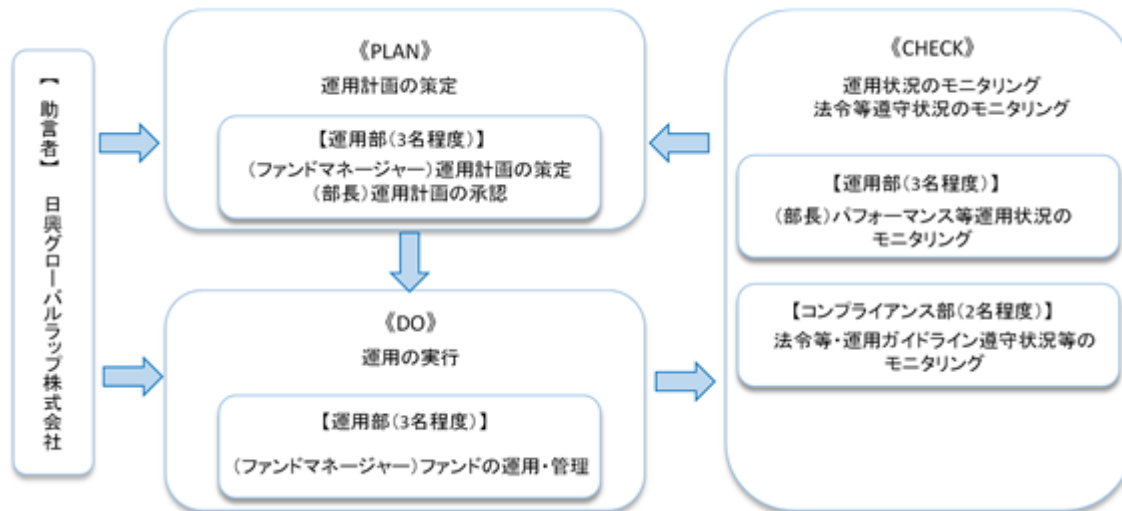 【助言者】 日興グローバルラップ株式会社
《PLAN》
運用計画の策定
【運用部(3名程度)】
(ファンドマネージャー)運用計画の策定
(部長)運用計画の承認
《DO》
運用の実行
【運用部(3名程度)】
(ファンドマネージャー)ファンドの運用・管理
《CHECK》
運用状況のモニタリング
法令等遵守状況のモニタリング
【運用部(3名程度)】
(部長)パフォーマンス等運用状況の
モニタリング
【コンプライアンス部(2名程度)】
法令等・運用ガイドライン遵守状況等の
モニタリング